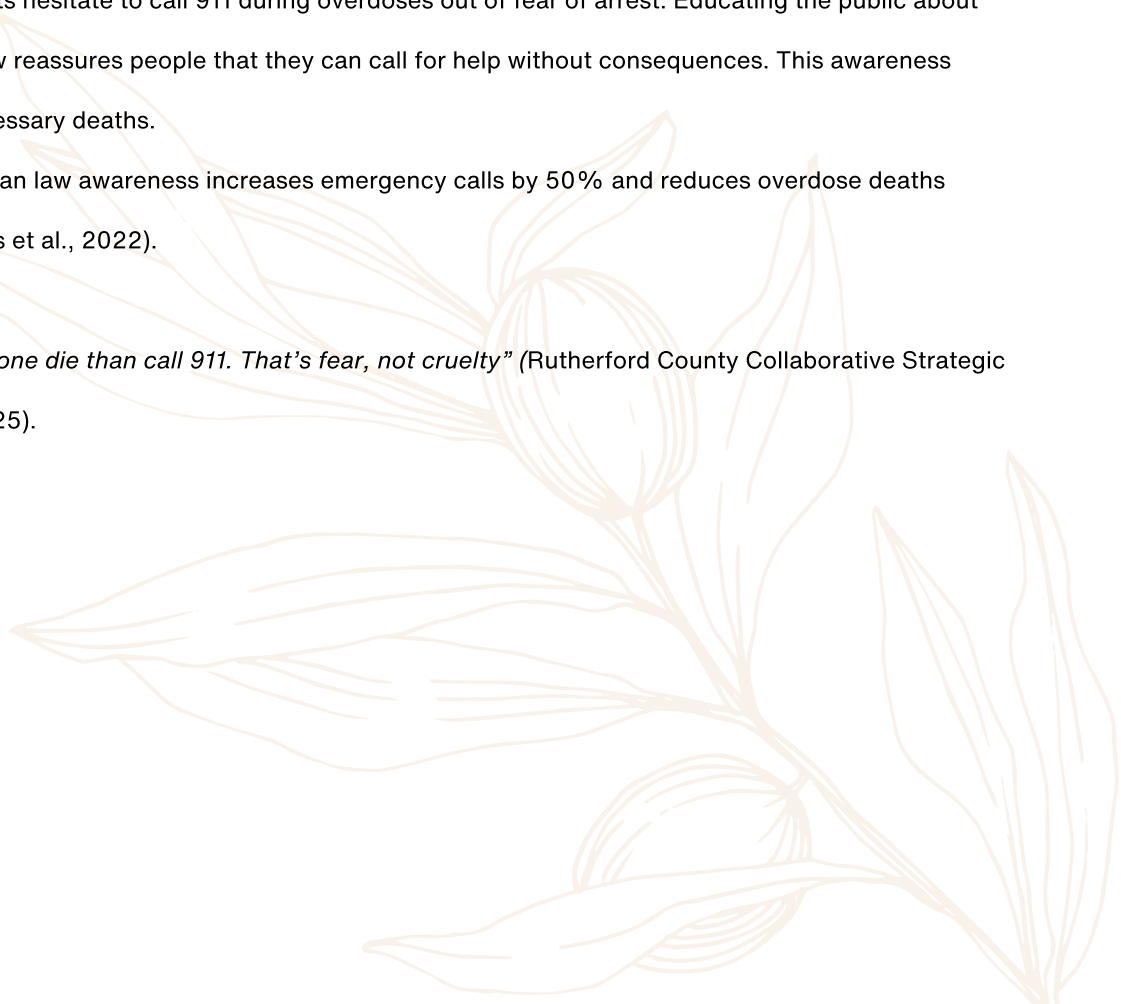 hesitate to call 911 during overdoses out of fear of arrest. Educating the public about
reassures people that they can call for help without consequences. This awareness
deaths.
an law awareness increases emergency calls by 50% and reduces overdose deaths
et al., 2022).
one die than call 911. That’s fear, not cruelty” (Rutherford County Collaborative Strategic
25).